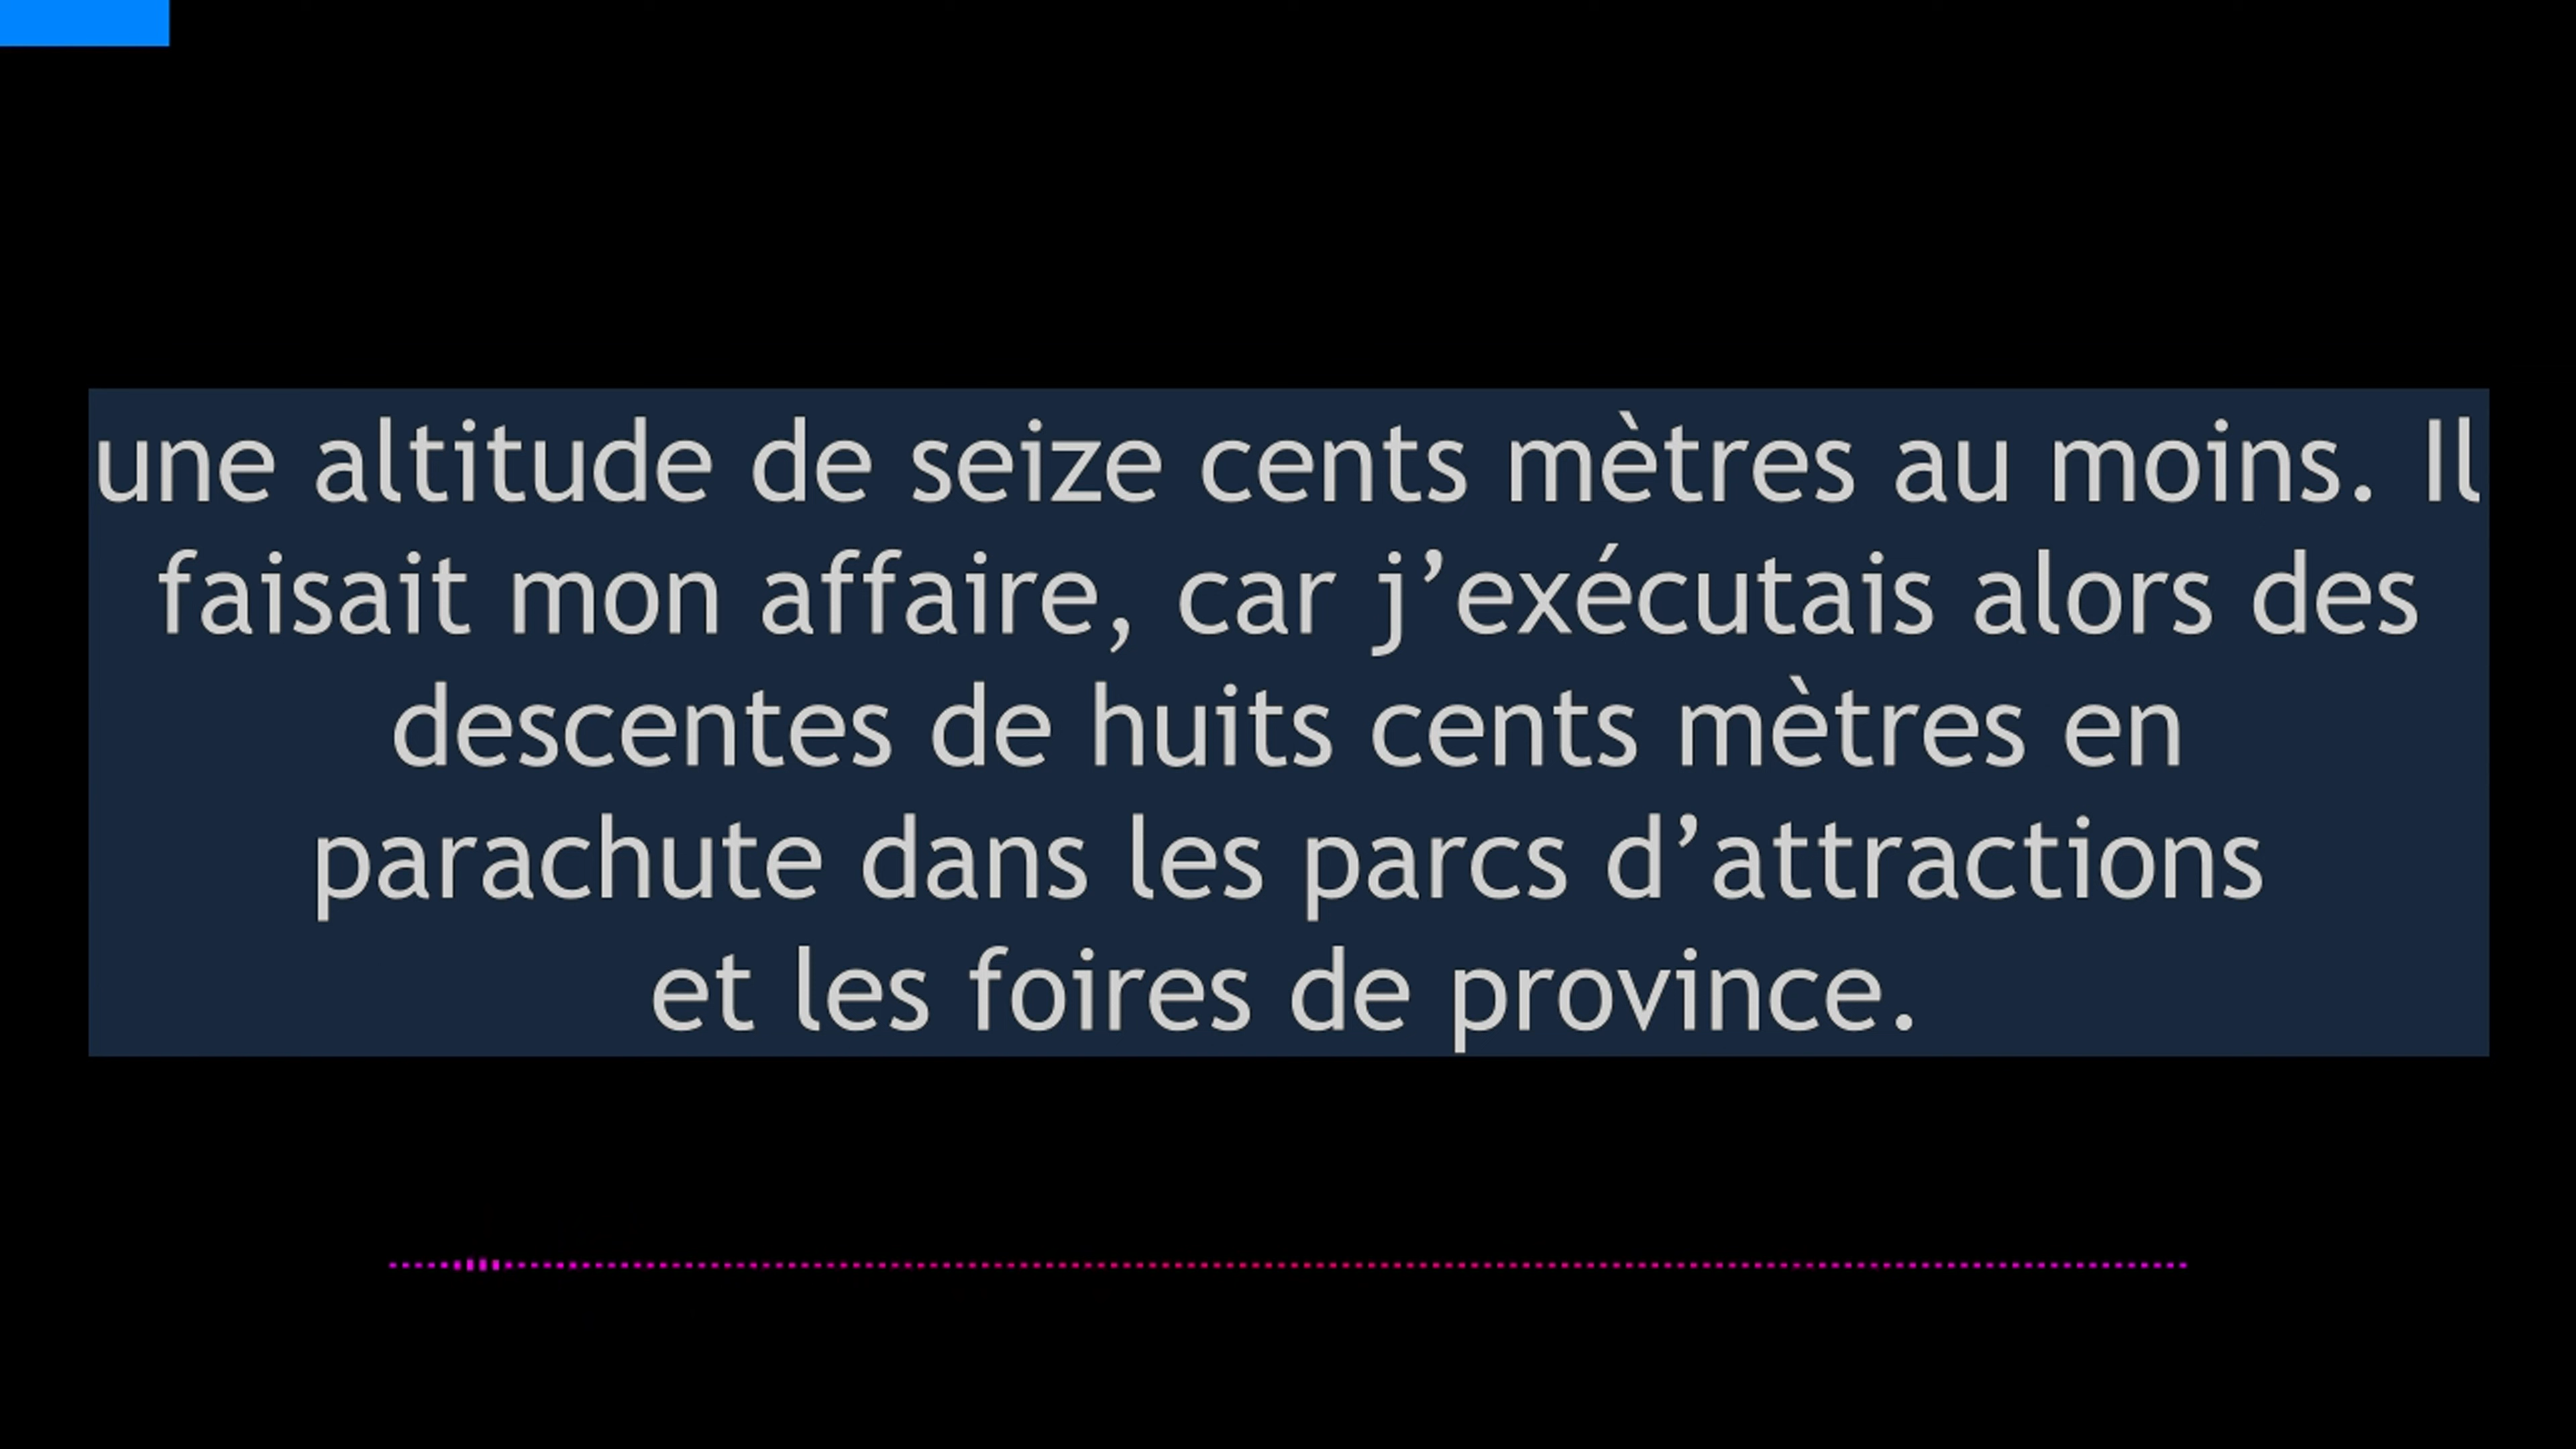 une altitude de seize cents mètres au moins. Il
faisait mon affaire, car j’exécutais alors des
descentes de huits cents mètres en
parachute dans les parcs d’attractions
et les foires de province.